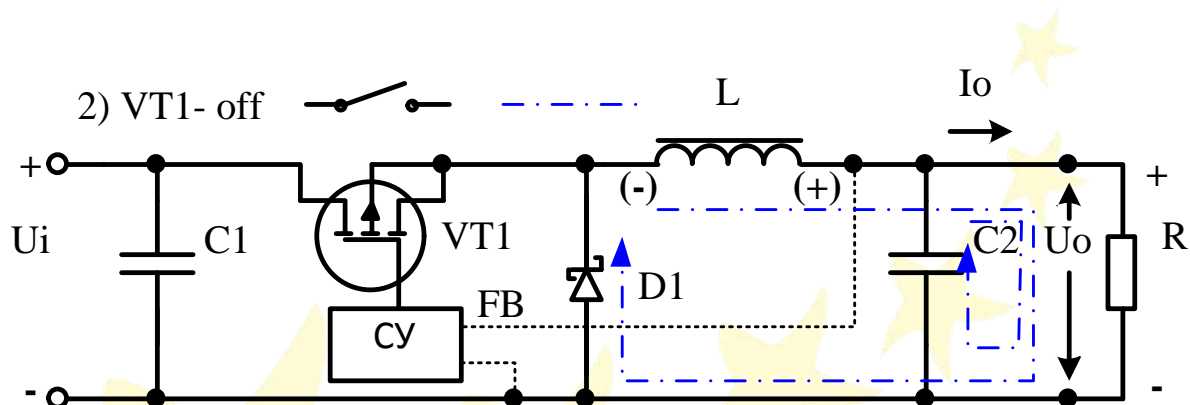 2) VT1- off
L
Io
+
(-)
(+)
+
Ui
C1
VT1
C2
Uo
R
D1
FB
СУ
-
-